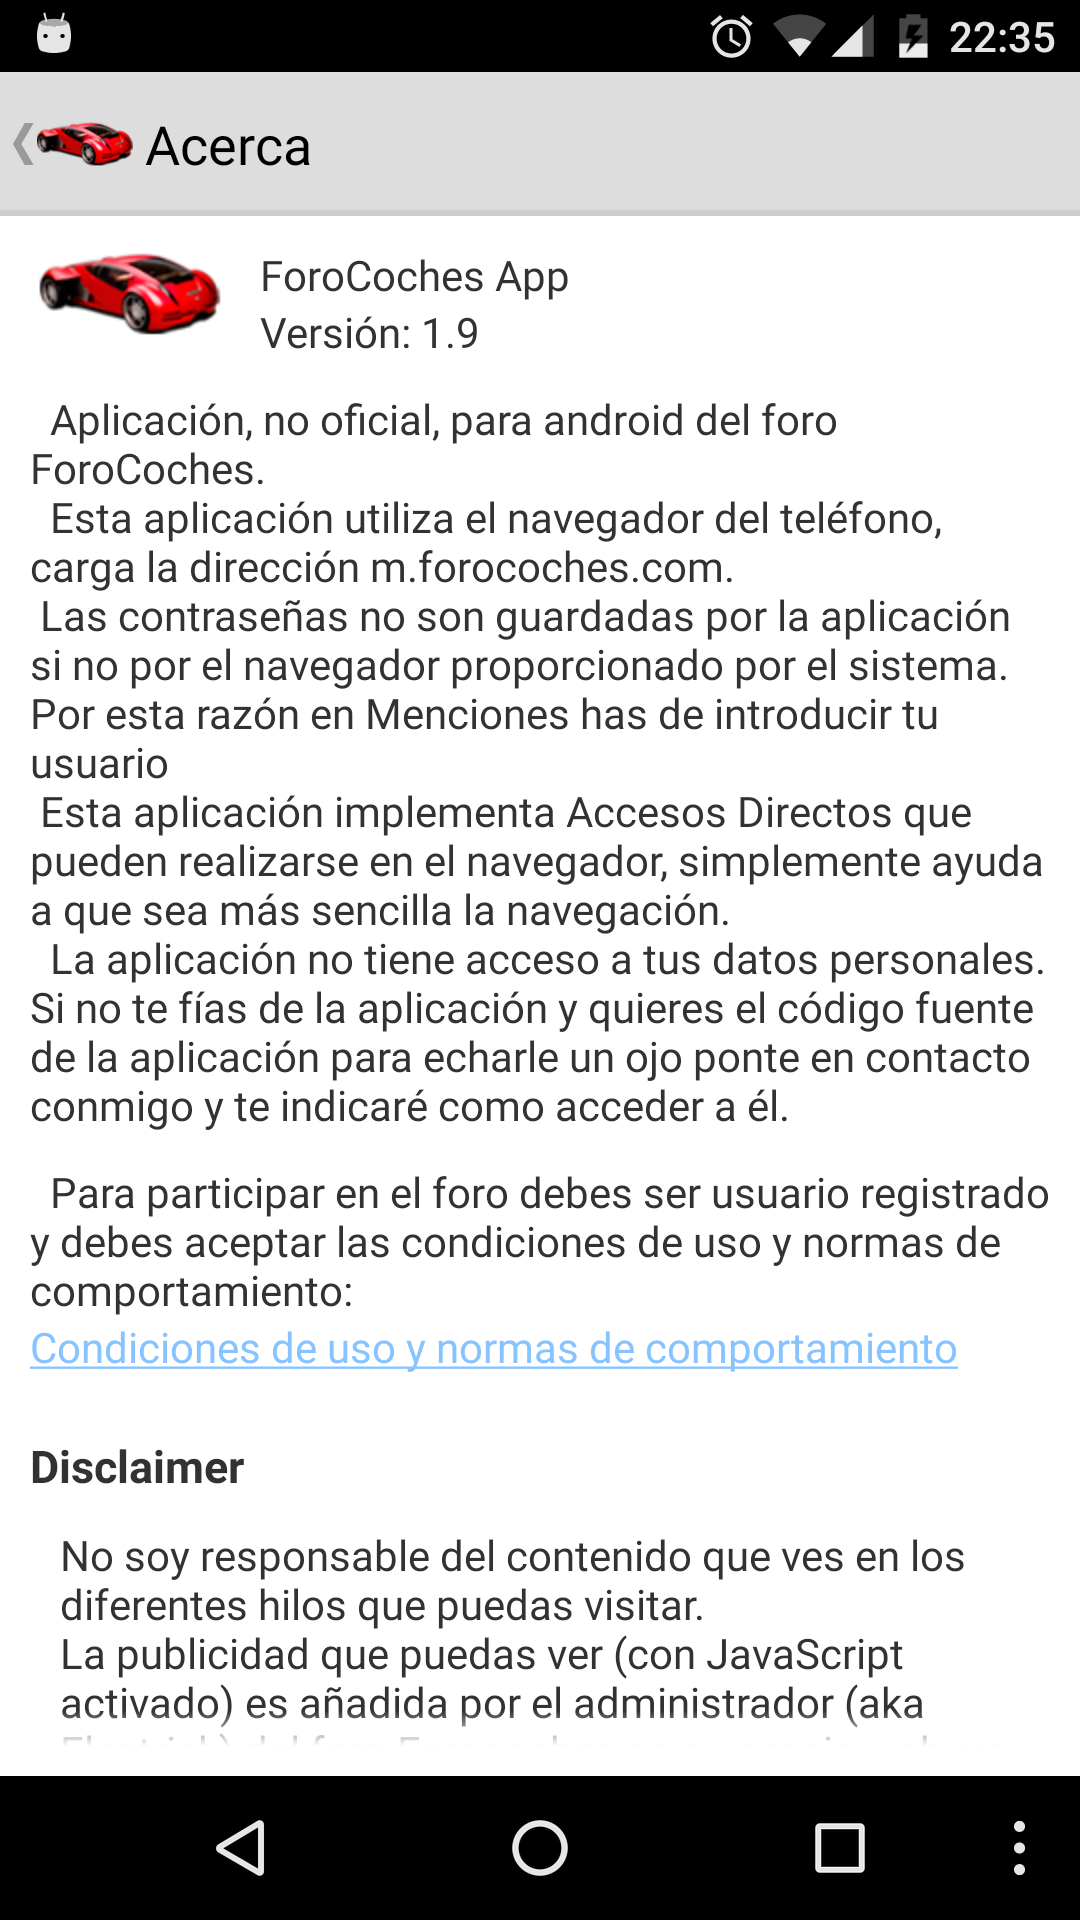 22:35
Acerca
ForoCoches App
Versión: 1.9
Aplicación, no oficial, para android del foro
ForoCoches.
Esta aplicación utiliza el navegador del teléfono,
carga la dirección m.forocoches.com.
Las contraseñas no son guardadas por la aplicación
si no por el navegador proporcionado por el sistema.
Por esta razón en Menciones has de introducir tu
usuario
Esta aplicación implementa Accesos Directos que
pueden realizarse en el navegador, simplemente ayuda
a que sea más sencilla la navegación.
La aplicación no tiene acceso a tus datos personales.
Si no te fías de la aplicación y quieres el código fuente
de la aplicación para echarle un ojo ponte en contacto
conmigo y te indicaré como acceder a él.
Para participar en el foro debes ser usuario registrado
y debes aceptar las condiciones de uso y normas de
comportamiento:
Condiciones de uso y normas de comportamiento
Disclaimer
No soy responsable del contenido que ves en los
diferentes hilos que puedas visitar.
La publicidad que puedas ver (con JavaScript
activado) es añadida por el administrador (aka